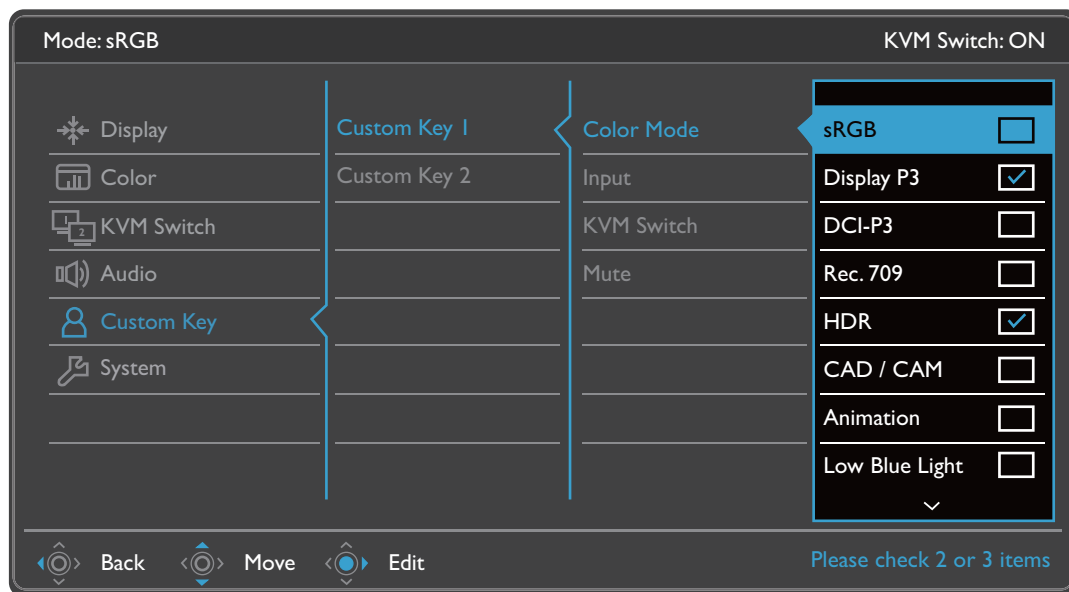 Mode: sRGB
KVM Switch: ON
Display
Color
1
2
KVM Switch
Audio
Custom Key
System
Custom Key 1
Custom Key 2
Color Mode
Input
KVM Switch
Mute
sRGB
Display P3
DCI-P3
Rec. 709
HDR
CAD / CAM
Animation
Low Blue Light
Back
Move
Edit
Please check 2 or 3 items